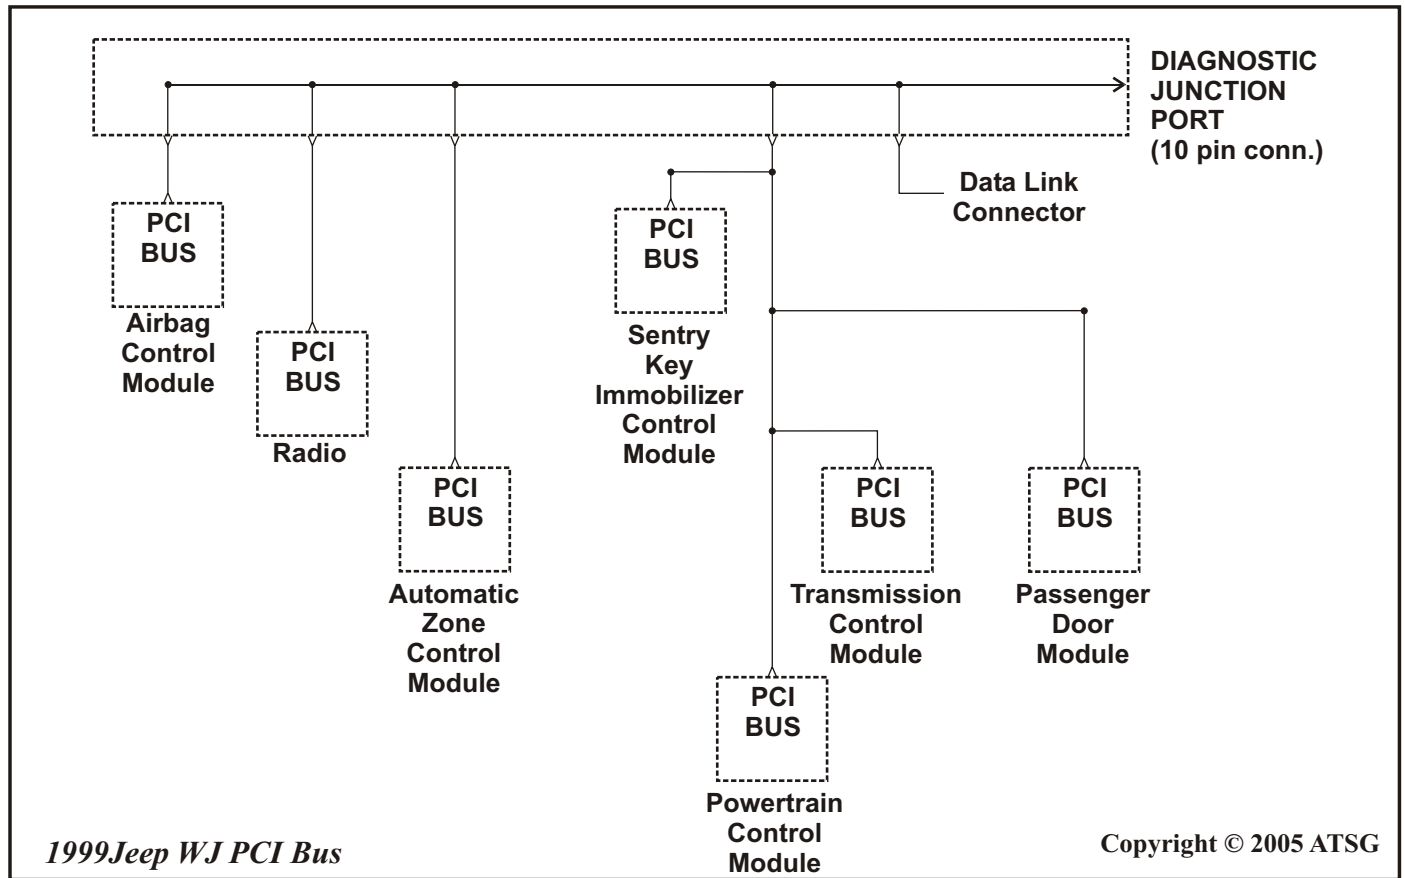 DIAGNOSTIC
JUNCTION
PORT
(10 pin conn.)
Data Link
Connector
PCI
BUS
Airbag
Control
Module
PCI
BUS
Radio
PCI
BUS
Automatic
Zone
Control
Module
PCI
BUS
Sentry
Key
Immobilizer
Control
Module
PCI
BUS
Transmission
Control
Module
PCI
BUS
Passenger
Door
Module
PCI
BUS
Powertrain
Control
Module
1999Jeep WJ PCI Bus
Copyright © 2005 ATSG